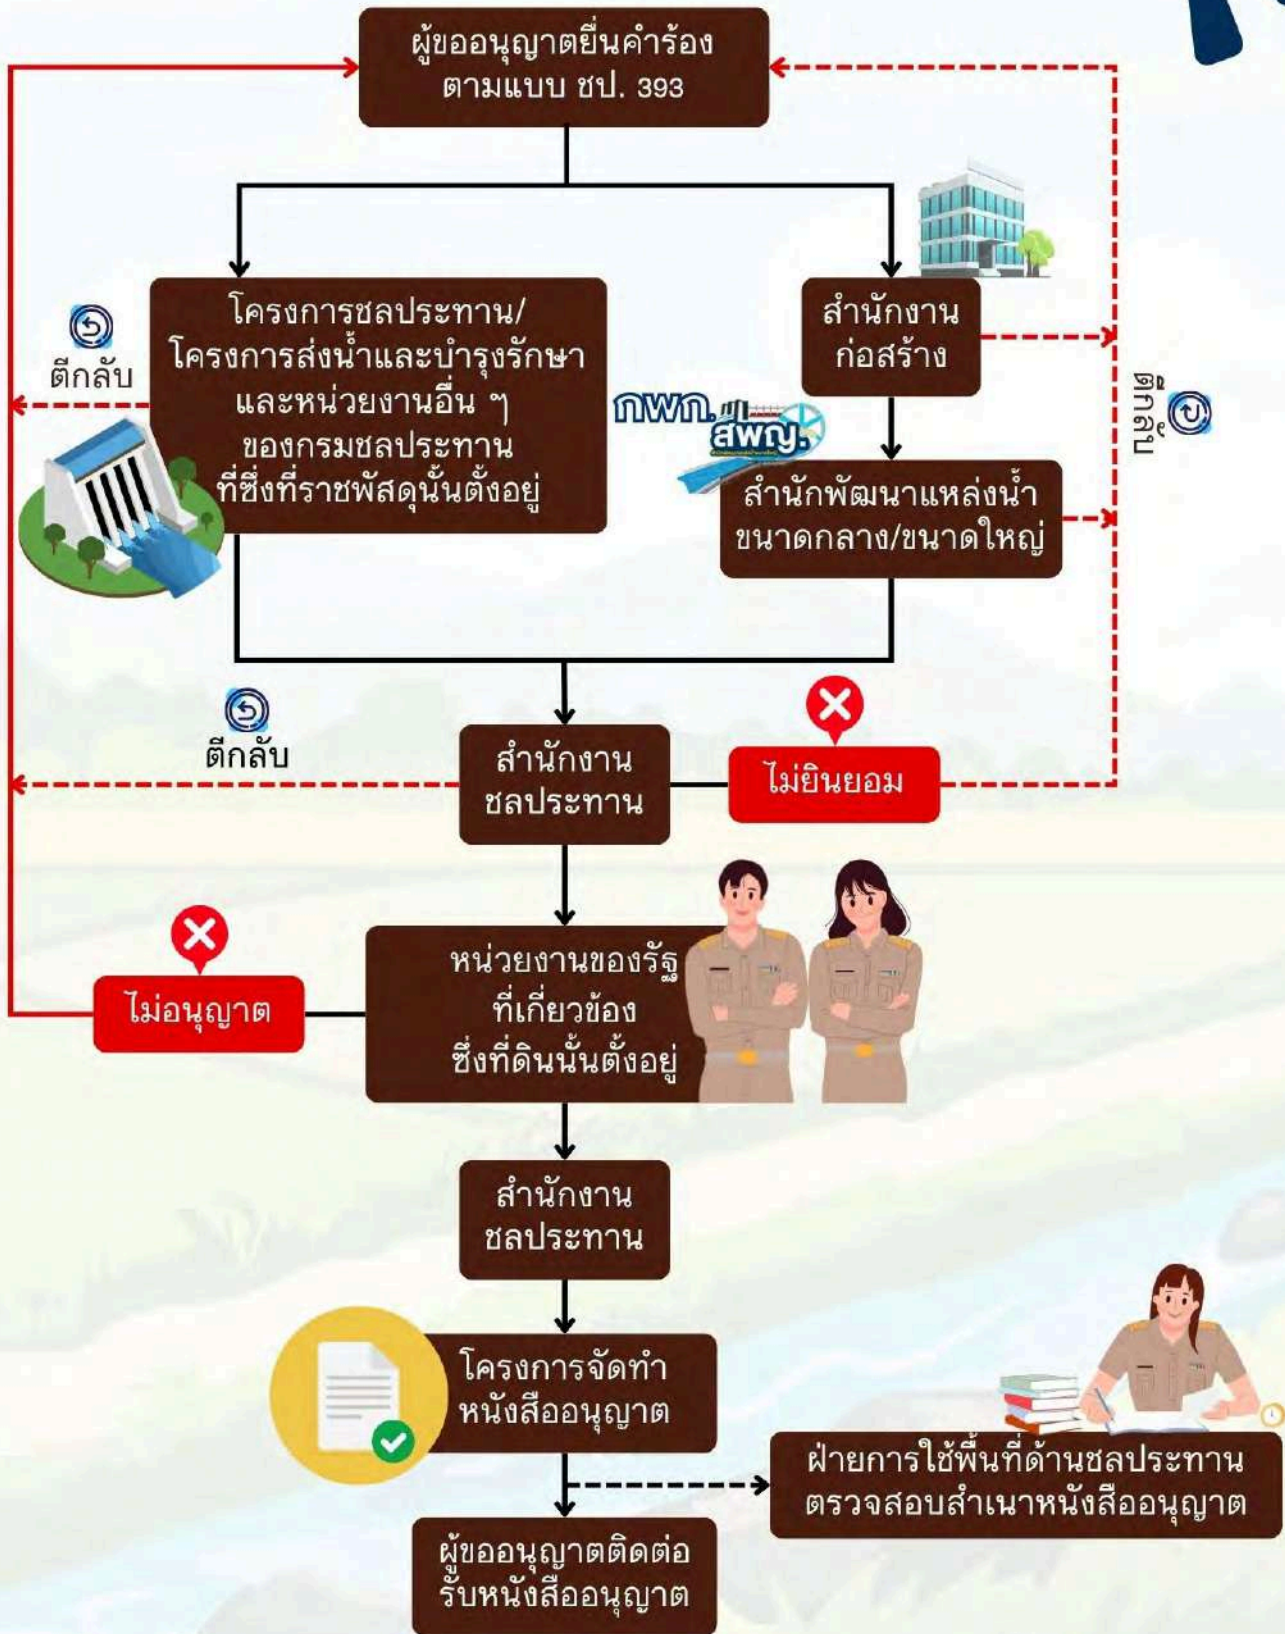 ผู้ขออนุญาตยื่นคำร้อง
ตามแบบ ชป. 393
โครงการชลประทาน/
โครงการส่งน้ำและบำรุงรักษา
และหน่วยงานอื่น ๆ
ของกรมชลประทาน
ที่ซึ่งที่ราชพัสดุนั้นตั้งอยู่
ตีกลับ
สำนักงาน
ก่อสร้าง
ตีกลับ
กพก.
สพญ.
สำนักพัฒนาแหล่งน้ำ
ขนาดกลาง/ขนาดใหญ่
ตีกลับ
สำนักงาน
ชลประทาน
ไม่ยินยอม
ไม่อนุญาต
หน่วยงานของรัฐ
ที่เกี่ยวข้อง
ซึ่งที่ดินนั้นตั้งอยู่
สำนักงาน
ชลประทาน
โครงการจัดทำ
หนังสืออนุญาต
ฝ่ายการใช้พื้นที่ด้านชลประทาน
ตรวจสอบสำเนาหนังสืออนุญาต
ผู้ขออนุญาตติดต่อ
รับหนังสืออนุญาต